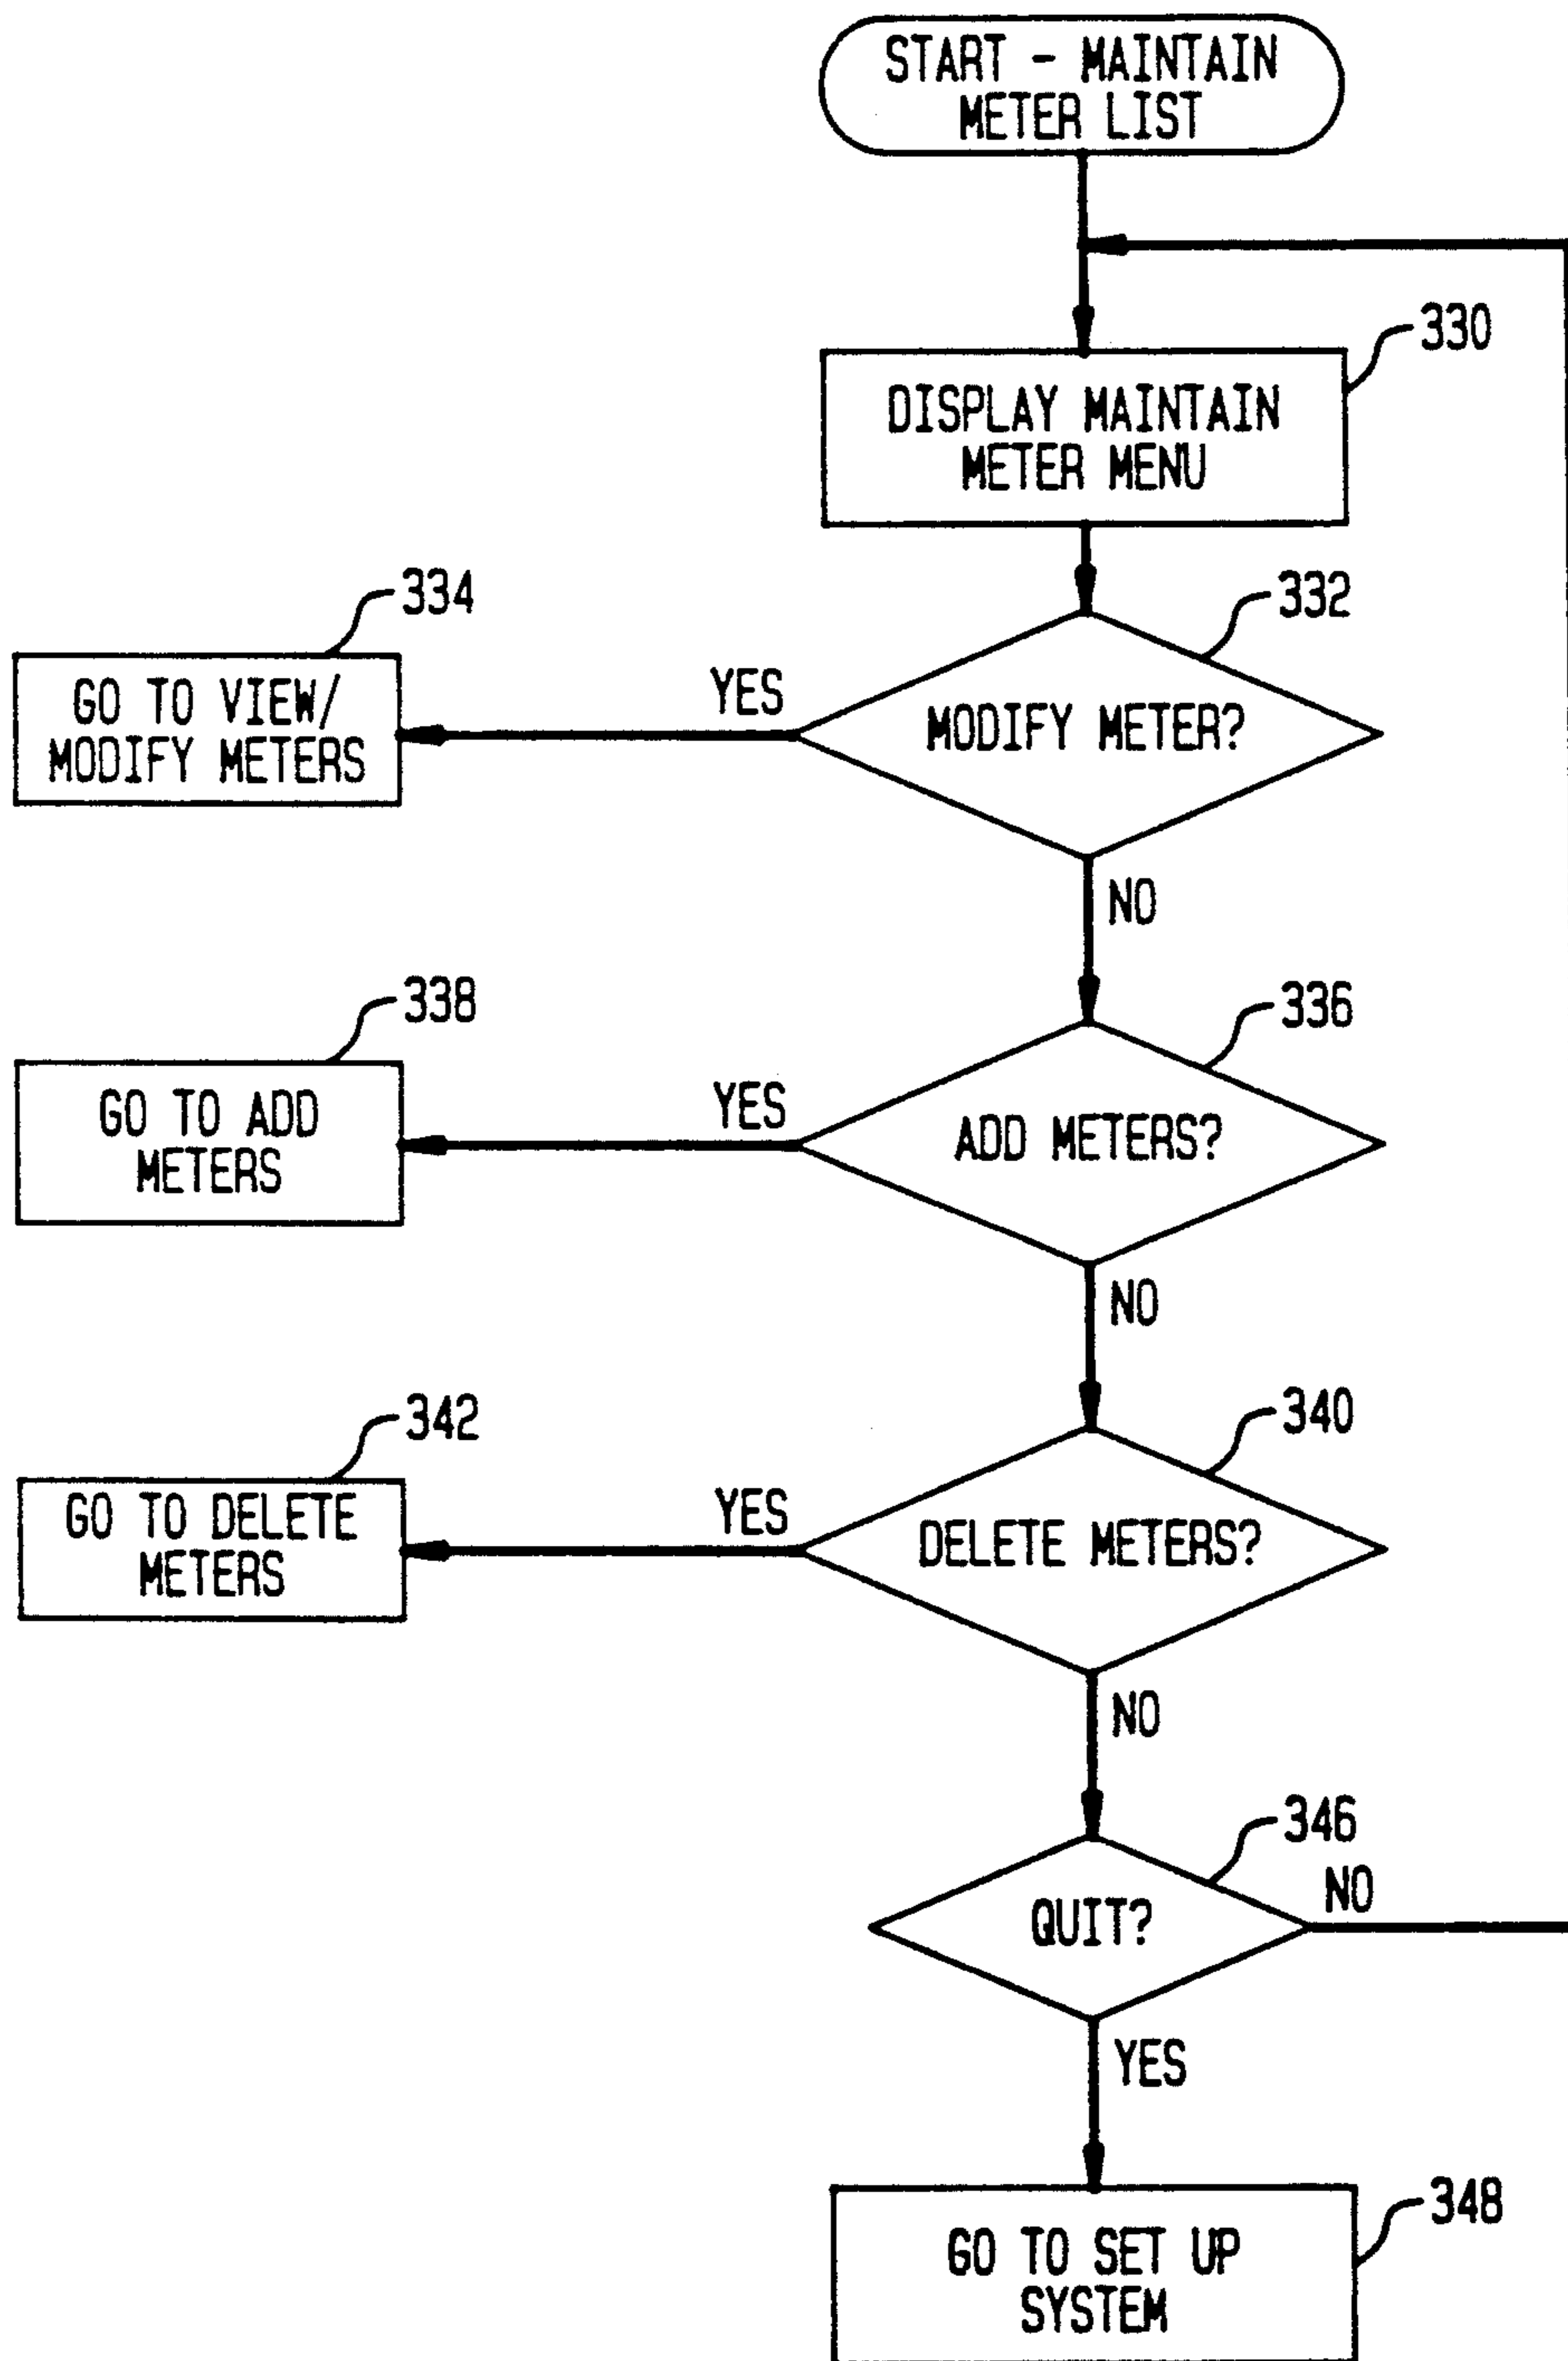 START - MAINTAIN
METER LIST
330
DISPLAY MAINTAIN
METER MENU
332
334
YES
GO TO VIEW/
MODIFY METERS
MODIFY METER?
NO
336
338
YES
GO TO ADD
METERS
ADD METERS?
NO
340
342
YES
GO TO DELETE
METERS
DELETE METERS?
NO
346
NO
QUIT?
YES
348
GO TO SET UP
SYSTEM